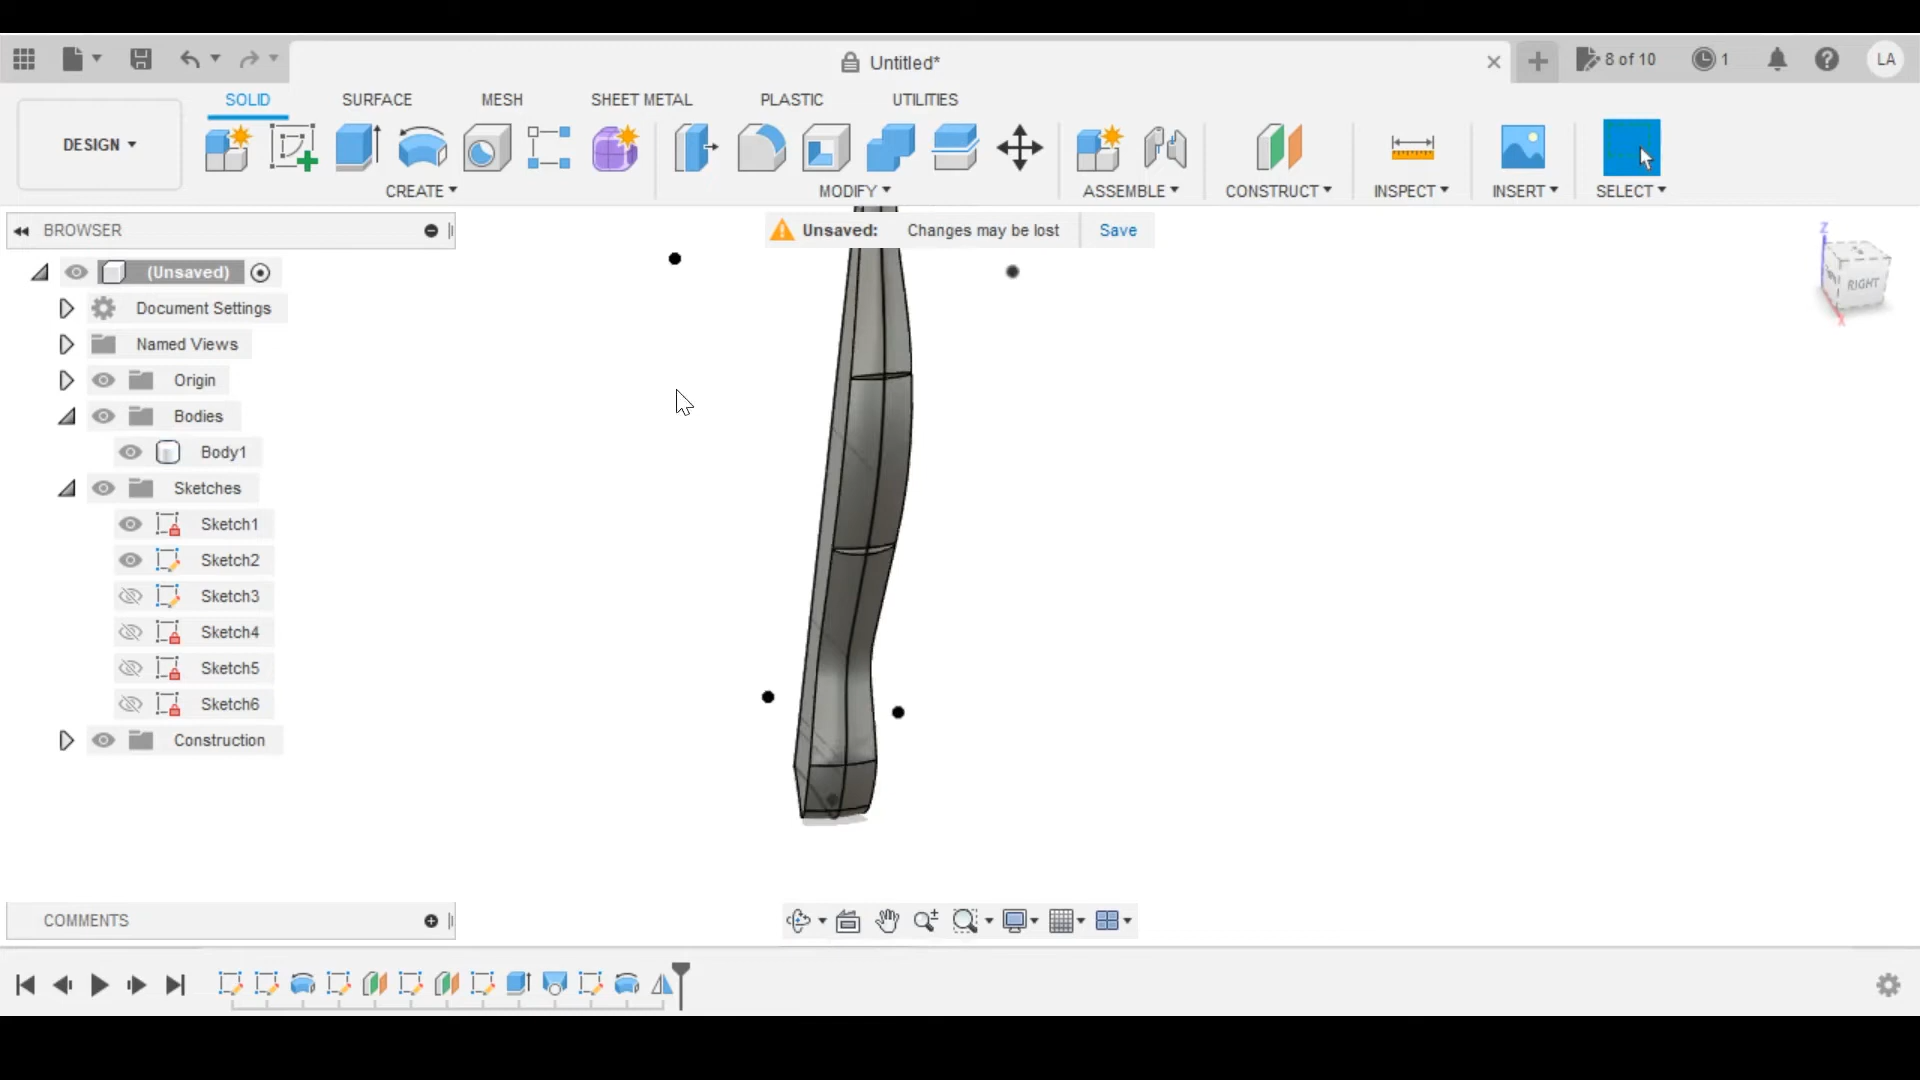 Untitled*
8 of 10
1
LA
DESIGN
SOLID
SURFACE
MESH
SHEET METAL
PLASTIC
UTILITIES
CREATE
MODIFY
ASSEMBLE
CONSTRUCT
INSPECT
INSERT
SELECT
BROWSER
Unsaved: Changes may be lost Save
(Unsaved)
Document Settings
Named Views
Origin
Bodies
Body1
Sketches
Sketch1
Sketch2
Sketch3
Sketch4
Sketch5
Sketch6
Construction
Z
RIGHT
X
COMMENTS